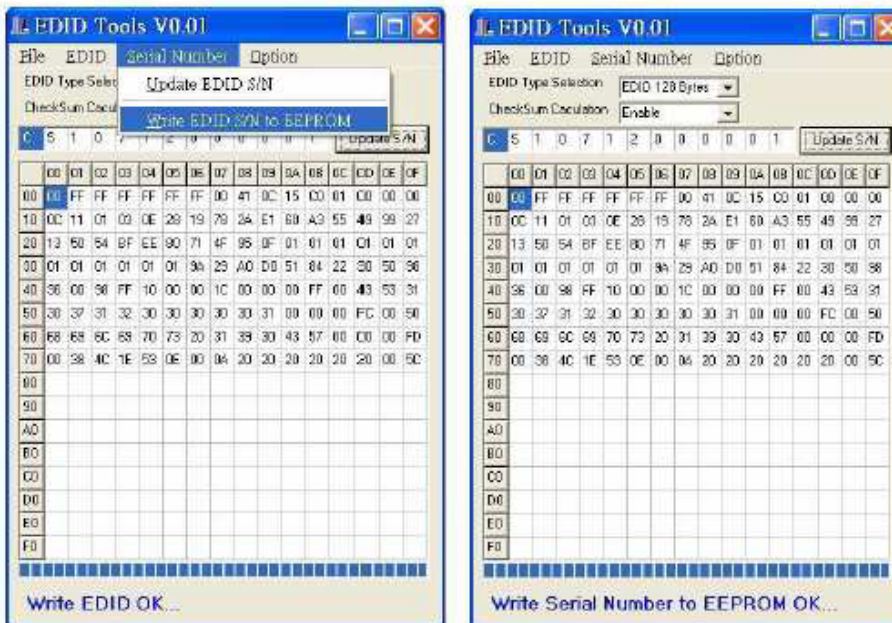 EDID Tools V0.01
File EDID Serial Number Option
EDID Type Selec
Update EDID S/N
CheckSum Cacul
Write EDID S/N to EEPROM
C S 1 0 7 1 2 0 0 0 0 0 1 Update S/N
00 01 02 03 04 05 06 07 08 09 0A 0B 0C 0D 0E 0F
00 00 FF FF FF FF FF FF 00 41 0C 15 C0 01 00 00 00
10 0C 11 01 03 0E 29 19 78 2A E1 60 A3 55 49 99 27
20 13 50 54 BF EE 80 71 4F 95 0F 01 01 01 01 01 01
30 01 01 01 01 01 01 9A 29 A0 D0 51 84 22 30 50 98
40 36 00 98 FF 10 00 00 1C 00 00 00 FF 00 43 53 31
50 30 37 31 32 30 30 30 30 30 31 00 00 00 FC 00 50
60 68 69 6C 69 70 73 20 31 39 30 43 57 00 00 00 FD
70 00 38 4C 1E 53 0E 00 0A 20 20 20 20 20 20 00 5C
80
90
A0
B0
C0
D0
E0
F0
Write EDID OK...
EDID Tools V0.01
File EDID Serial Number Option
EDID Type Selection EDID 128 Bytes
CheckSum Caculation Enable
C S 1 0 7 1 2 0 0 0 0 0 1 Update S/N
00 01 02 03 04 05 06 07 08 09 0A 0B 0C 0D 0E 0F
00 00 FF FF FF FF FF FF 00 41 0C 15 C0 01 00 00 00
10 0C 11 01 03 0E 29 19 78 2A E1 60 A3 55 49 99 27
20 13 50 54 BF EE 80 71 4F 95 0F 01 01 01 01 01 01
30 01 01 01 01 01 01 9A 29 A0 D0 51 84 22 30 50 98
40 36 00 98 FF 10 00 00 1C 00 00 00 FF 00 43 53 31
50 30 37 31 32 30 30 30 30 30 31 00 00 00 FC 00 50
60 68 69 6C 69 70 73 20 31 39 30 43 57 00 00 00 FD
70 00 38 4C 1E 53 0E 00 0A 20 20 20 20 20 20 00 5C
80
90
A0
B0
C0
D0
E0
F0
Write Serial Number to EEPROM OK...